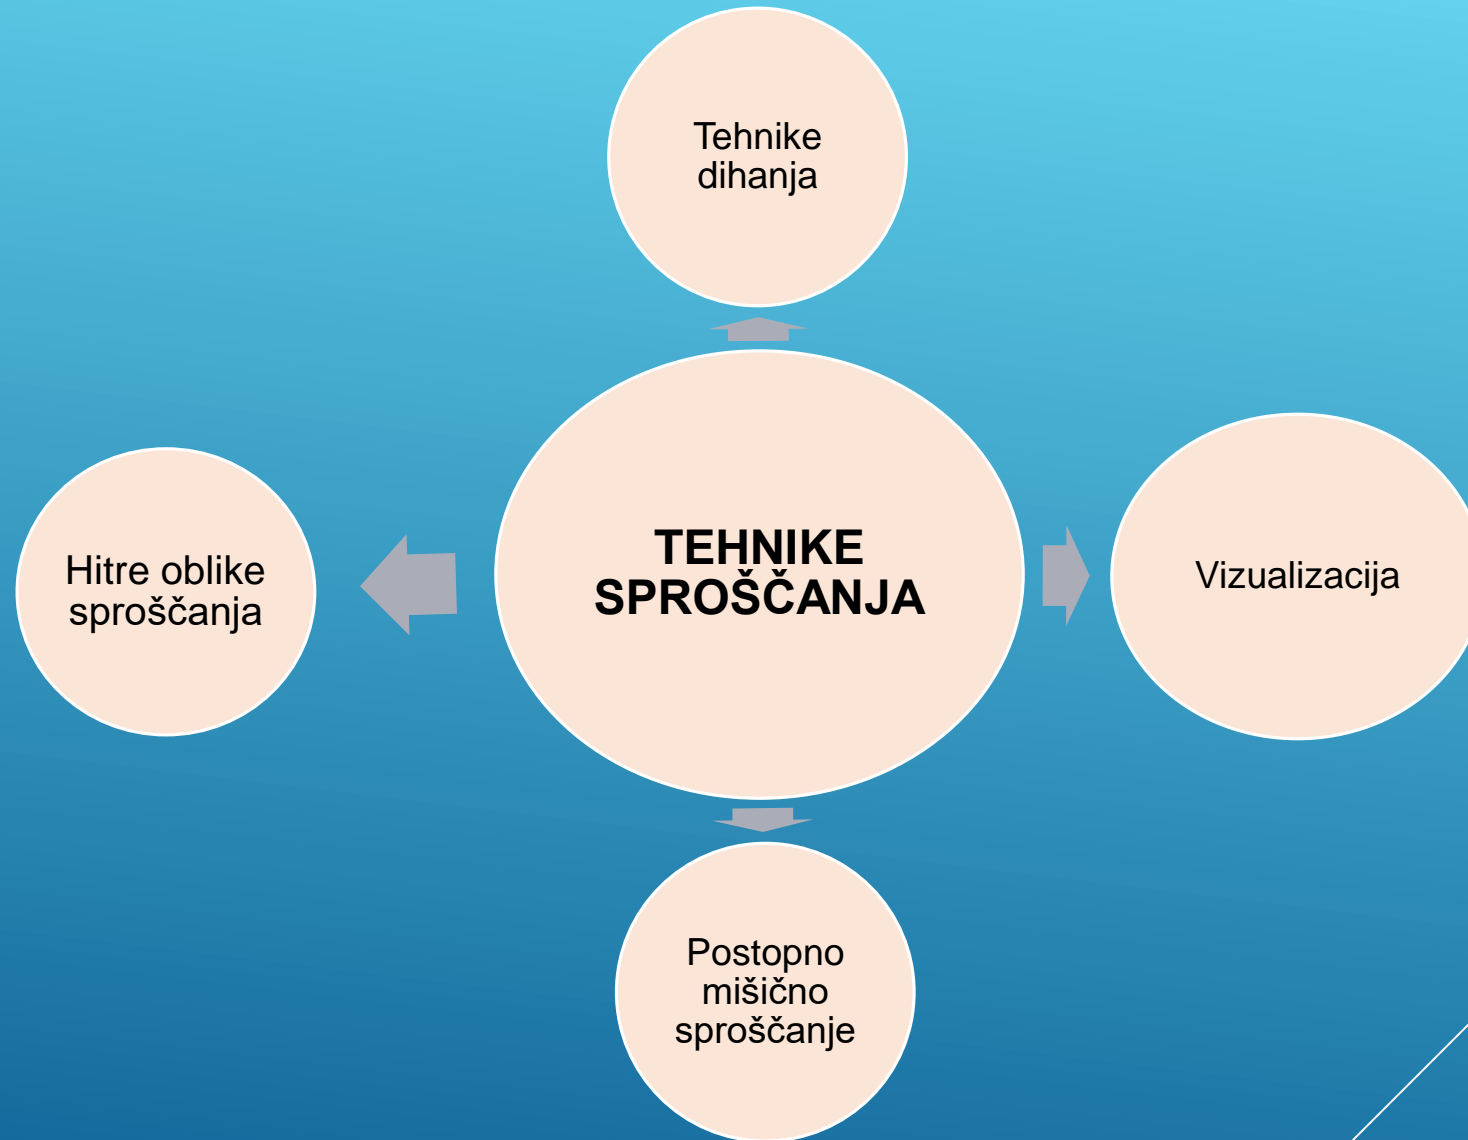 Tehnike
dihanja
Hitre oblike
sproščanja
TEHNIKE
SPROŠČANJA
Vizualizacija
Postopno
mišično
sproščanje